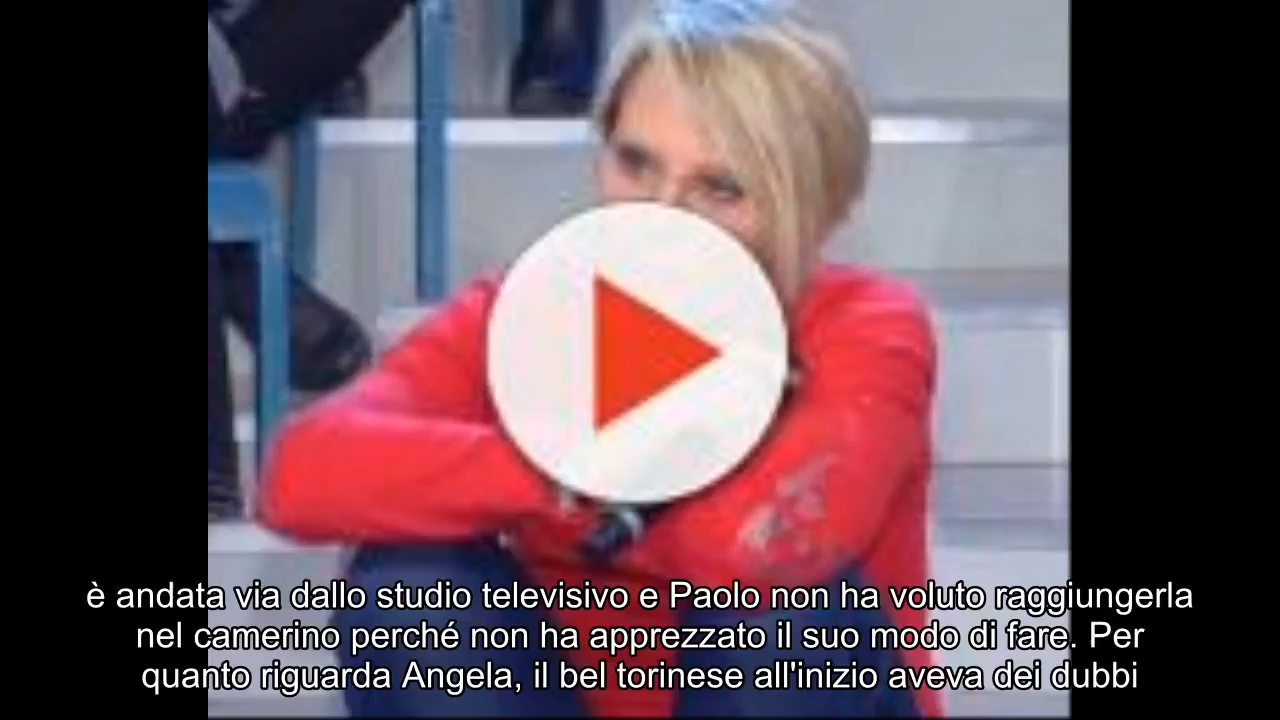 è andata via dallo studio televisivo e Paolo non ha voluto raggiungerla
nel camerino perché non ha apprezzato il suo modo di fare. Per
quanto riguarda Angela, il bel torinese all'inizio aveva dei dubbi